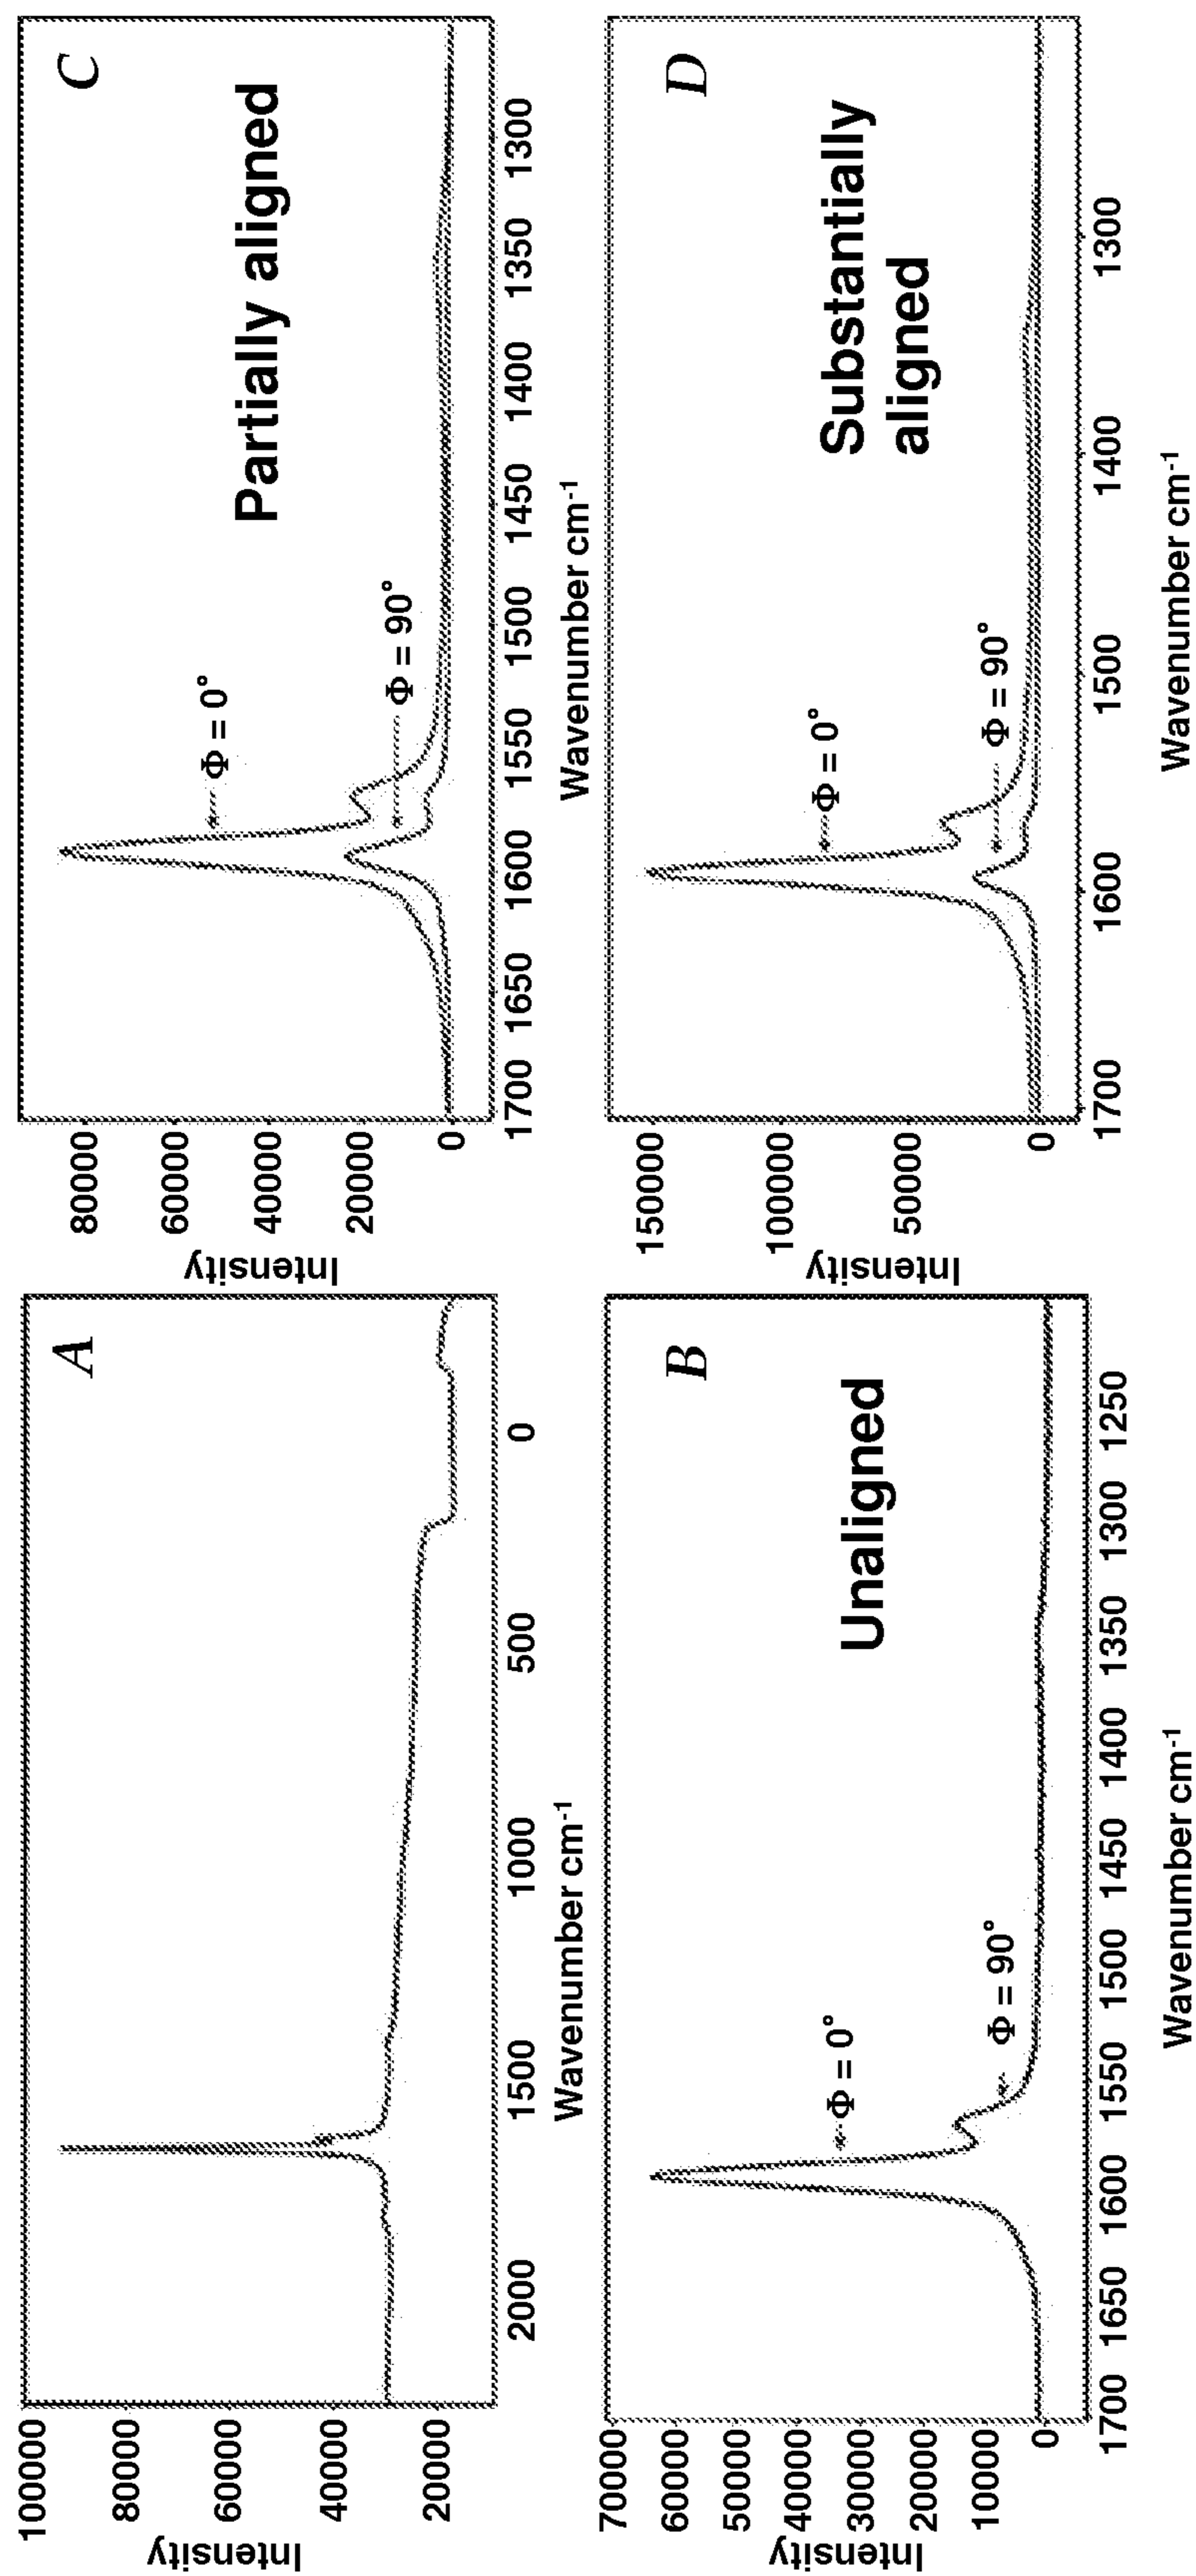 A
Intensity
100000
80000
60000
40000
20000
2000
1500
1000
500
0
Wavenumber cm-1
C
Partially aligned
Φ = 0°
Φ = 90°
Intensity
80000
60000
40000
20000
0
1700
1650
1600
1550
1500
1450
1400
1350
1300
Wavenumber cm-1
B
Unaligned
Φ = 0°
Φ = 90°
Intensity
70000
60000
50000
40000
30000
20000
10000
0
1700
1650
1600
1550
1500
1450
1400
1350
1300
1250
Wavenumber cm-1
D
Substantially
aligned
Φ = 0°
Φ = 90°
Intensity
150000
100000
50000
0
1700
1600
1500
1400
1300
Wavenumber cm-1